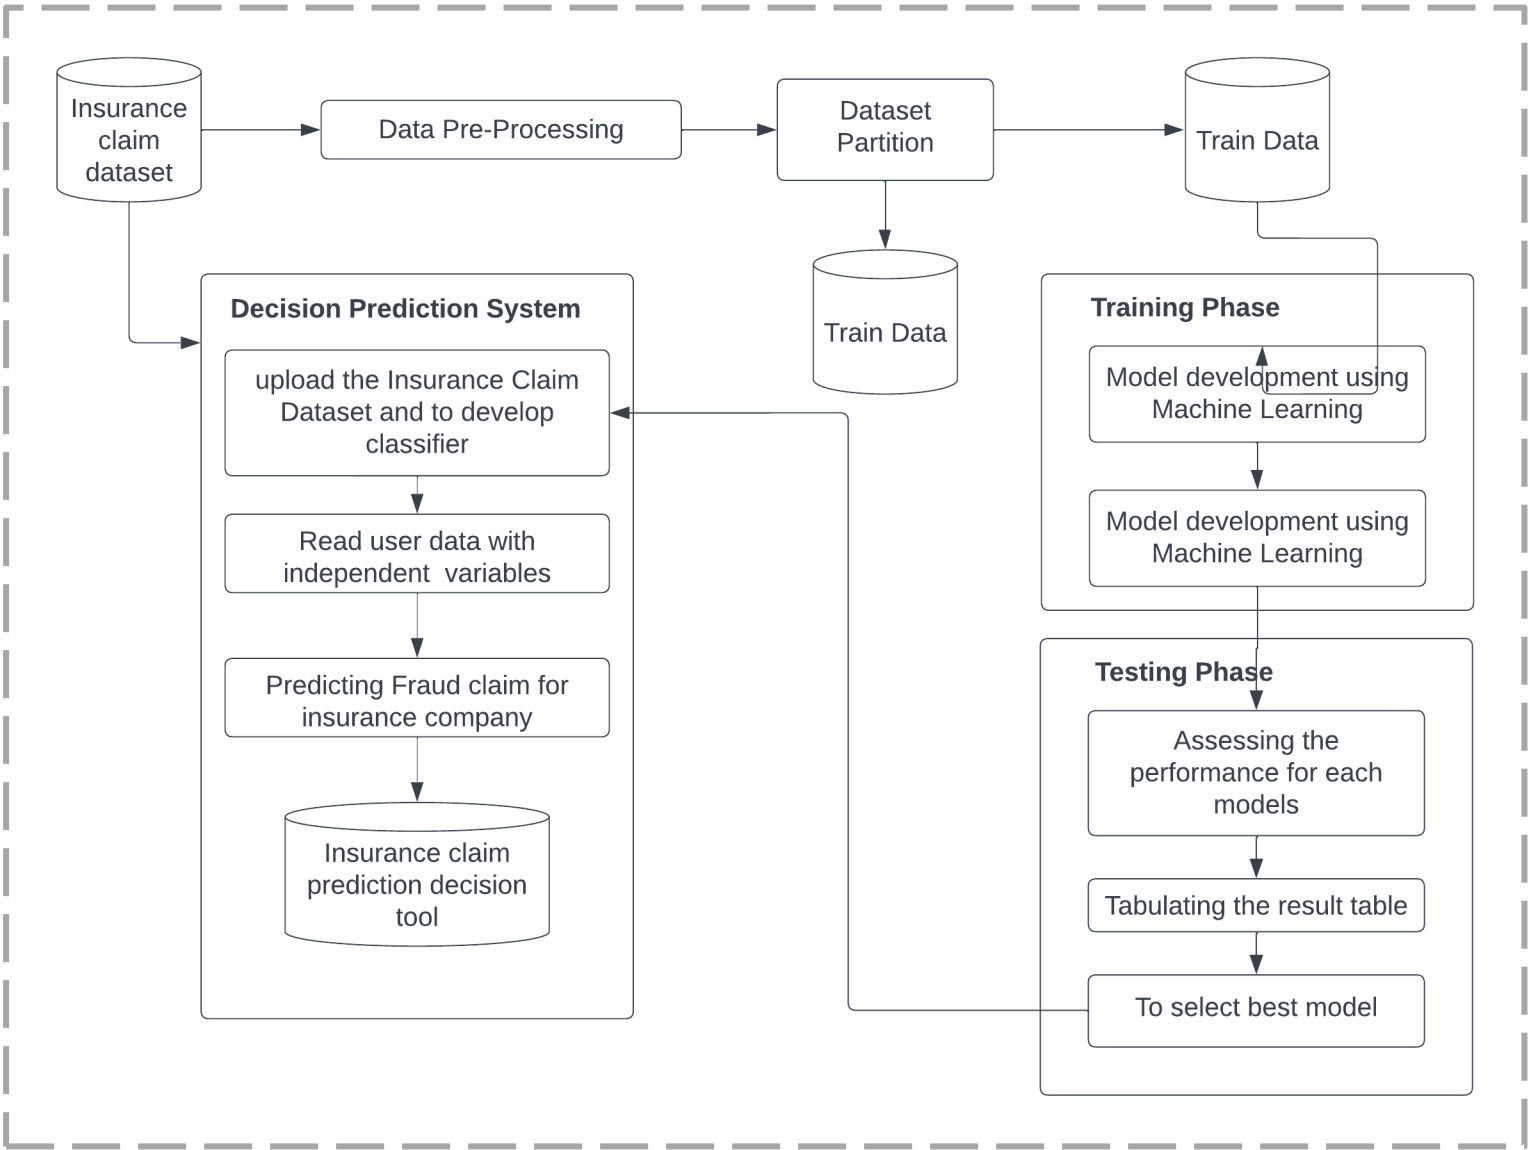 Insurance
claim
dataset
Data Pre-Processing
Dataset
Partition
Train Data
Train Data
Decision Prediction System
upload the Insurance Claim
Dataset and to develop
classifier
Read user data with
independent  variables
Predicting Fraud claim for
insurance company
Insurance claim
prediction decision
tool
Training Phase
Model development using
Machine Learning
Model development using
Machine Learning
Testing Phase
Assessing the
performance for each
models
Tabulating the result table
To select best model